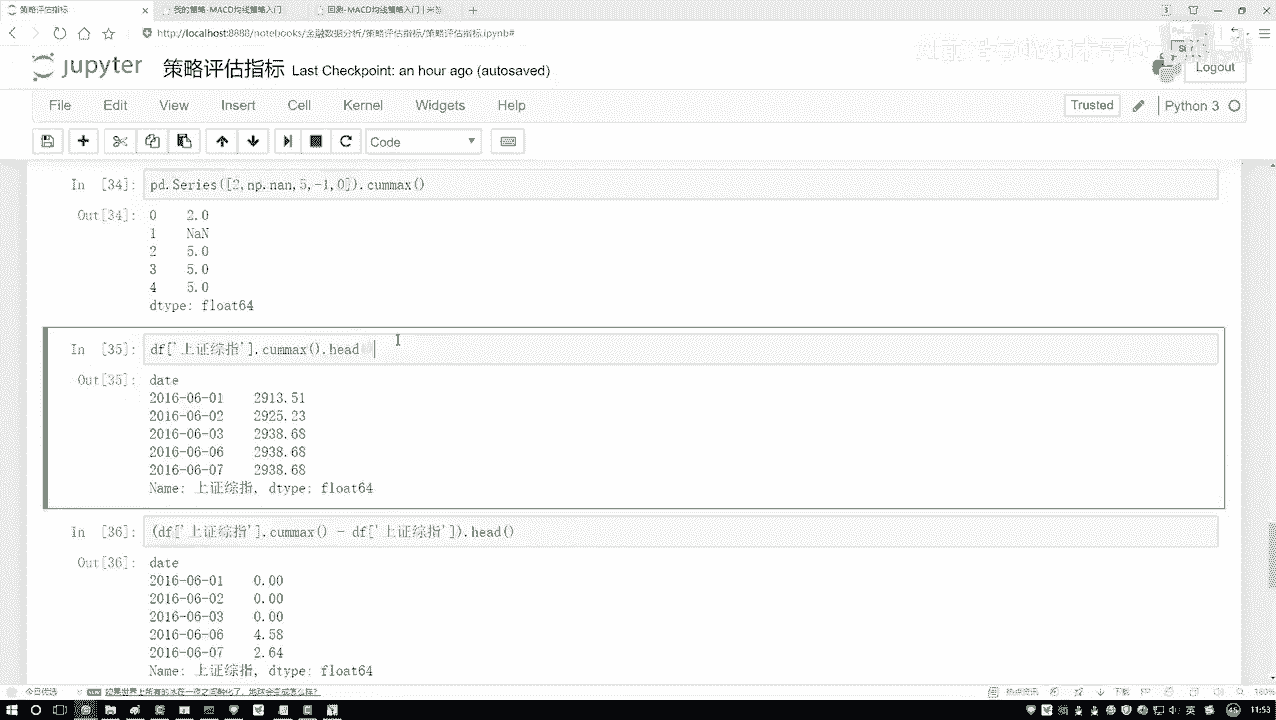 策略评估指标
我的策略-MACD均线策略入门
回测-MACD均线策略入门 | 米筐
http://localhost:8888/notebooks/金融数据分析/策略评估指标/策略评估指标.ipynb#
jupyter 策略评估指标 Last Checkpoint: an hour ago (autosaved)
Logout
File Edit View Insert Cell Kernel Widgets Help
Trusted
Python 3
Code
In [34]: pd.Series([2,np.nan,5,-1,0]).cummax()
Out[34]: 0 2.0
1 NaN
2 5.0
3 5.0
4 5.0
dtype: float64
In [35]: df['上证综指'].cummax().head
Out[35]: date
2016-06-01 2913.51
2016-06-02 2925.23
2016-06-03 2938.68
2016-06-06 2938.68
2016-06-07 2938.68
Name: 上证综指, dtype: float64
In [36]: (df['上证综指'].cummax() - df['上证综指']).head()
Out[36]: date
2016-06-01 0.00
2016-06-02 0.00
2016-06-03 0.00
2016-06-06 4.58
2016-06-07 2.64
Name: 上证综指, dtype: float64
今日优选
11:53